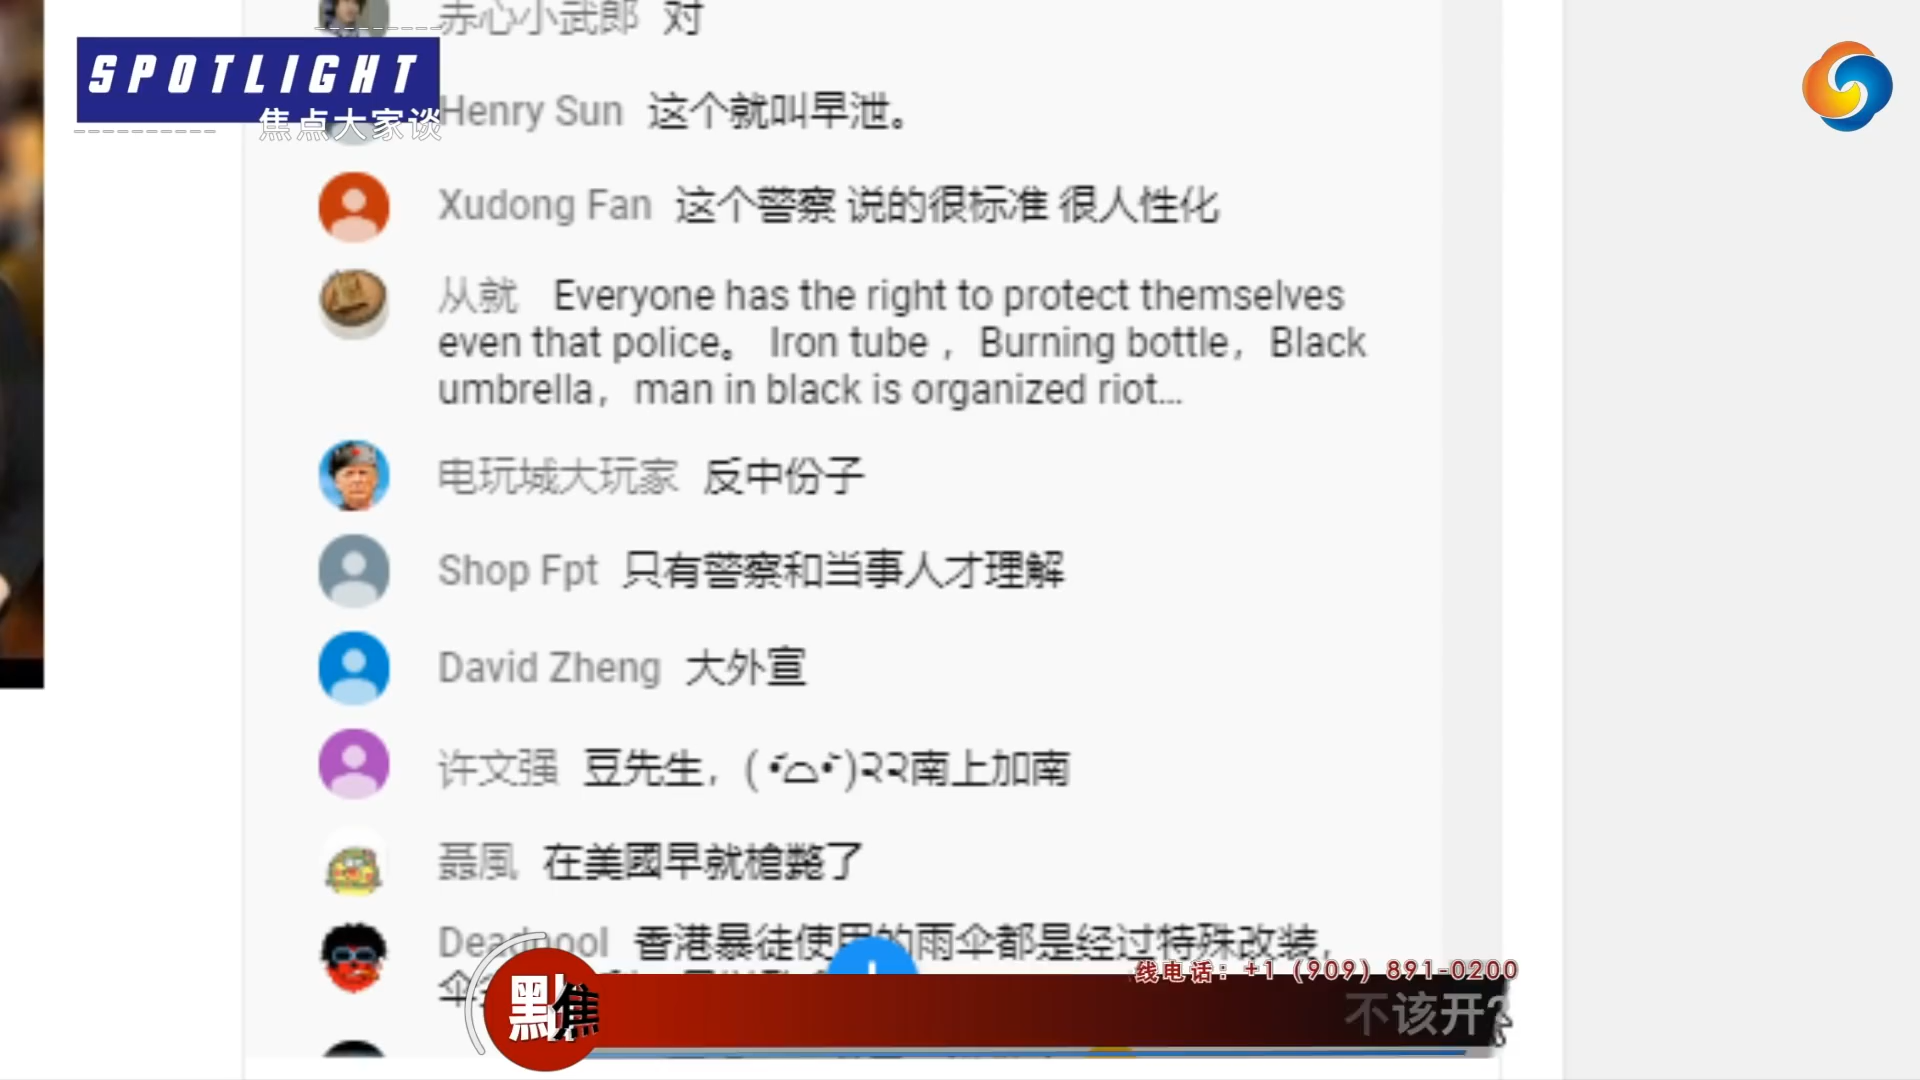 赤心小武郎 对
SPOTLIGHT
焦点大家谈
Henry Sun 这个就叫早泄。
Xudong Fan 这个警察 说的很标准 很人性化
从就 Everyone has the right to protect themselves
even that police。 Iron tube ，Burning bottle，Black
umbrella，man in black is organized riot...
电玩城大玩家 反中份子
Shop Fpt 只有警察和当事人才理解
David Zheng 大外宣
许文强 豆先生，( •́⌓•̀)२२南上加南
聶風 在美國早就槍斃了
Deadpool 香港暴徒使用的雨伞都是经过特殊改装，
伞
线电话：+1 (909) 891-0200
點焦
不该开?